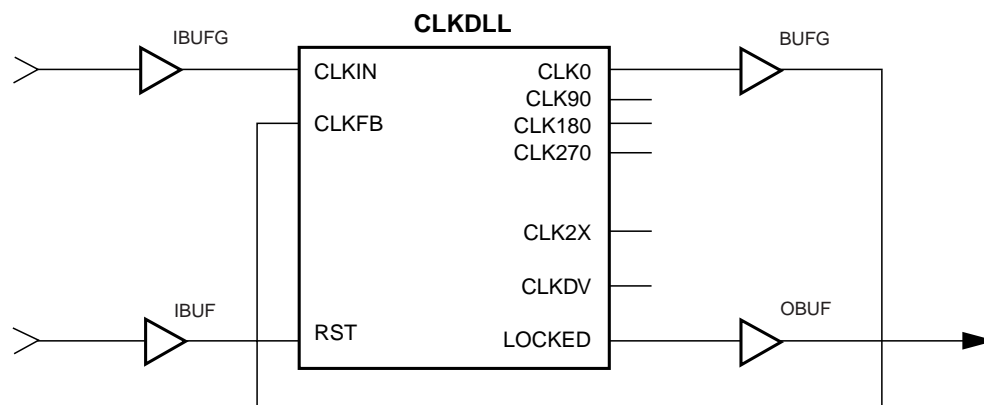 CLKDLL
IBUFG
BUFG
CLKIN
CLK0
CLK90
CLKFB
CLK180
CLK270
CLK2X
CLKDV
IBUF
OBUF
RST
LOCKED